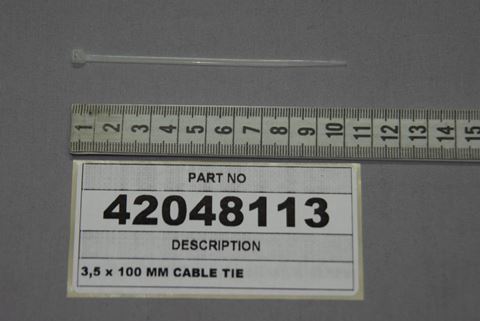 1 2 3 4 5 6 7 8 9 10 11 12 13 14 15
PART NO
42048113
DESCRIPTION
3,5 x 100 MM CABLE TIE